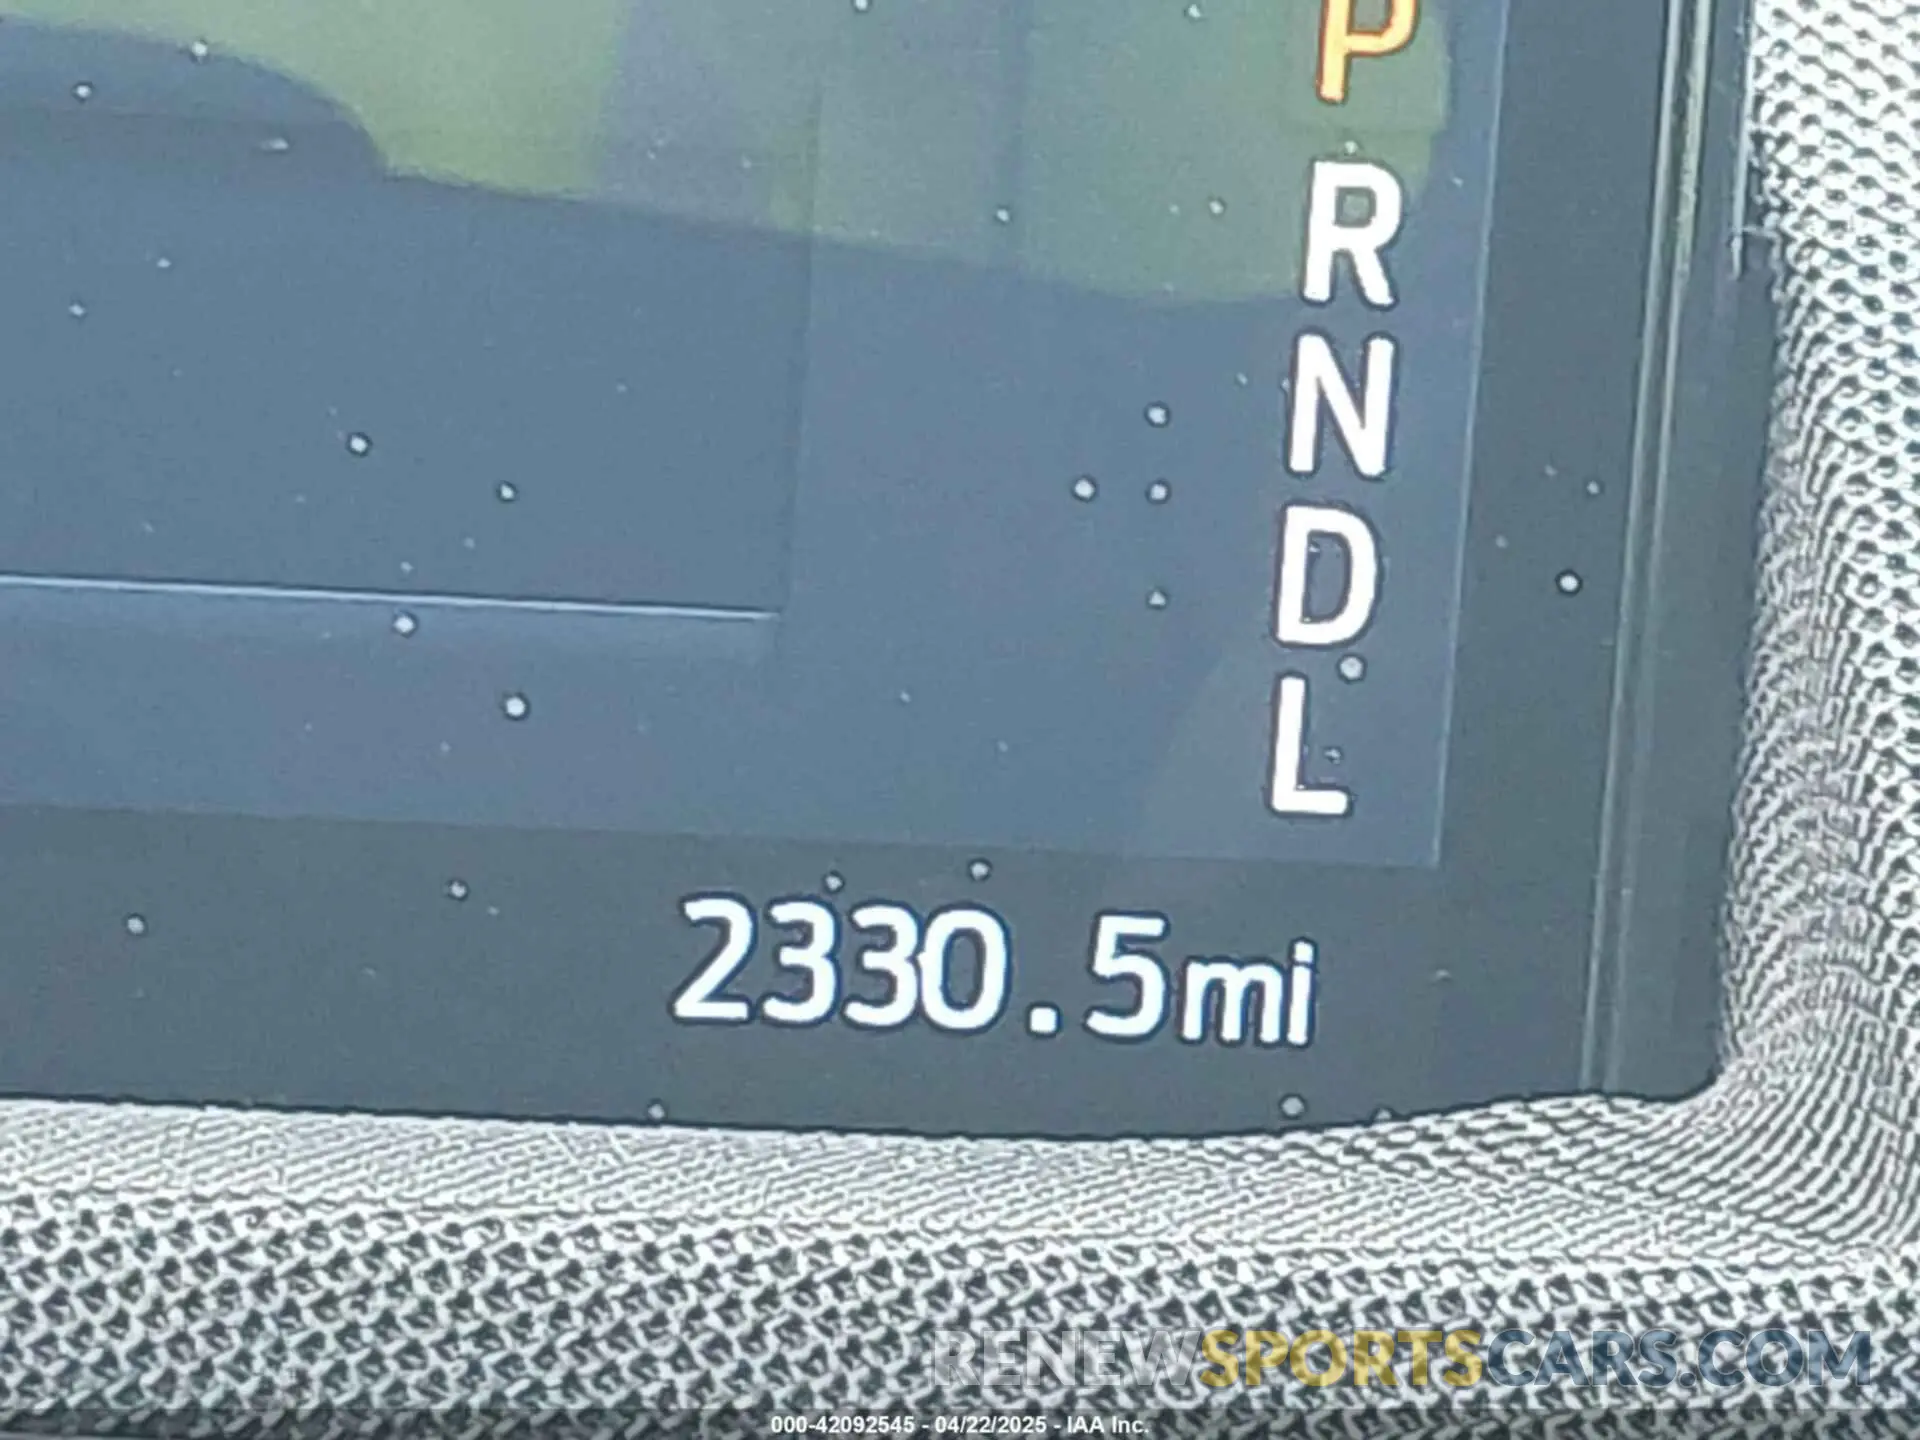 P
R
N
D
L
2330.5mi
RENEWSPORTSCARS.COM
000-42092545 - 04/22/2025 - IAA Inc.